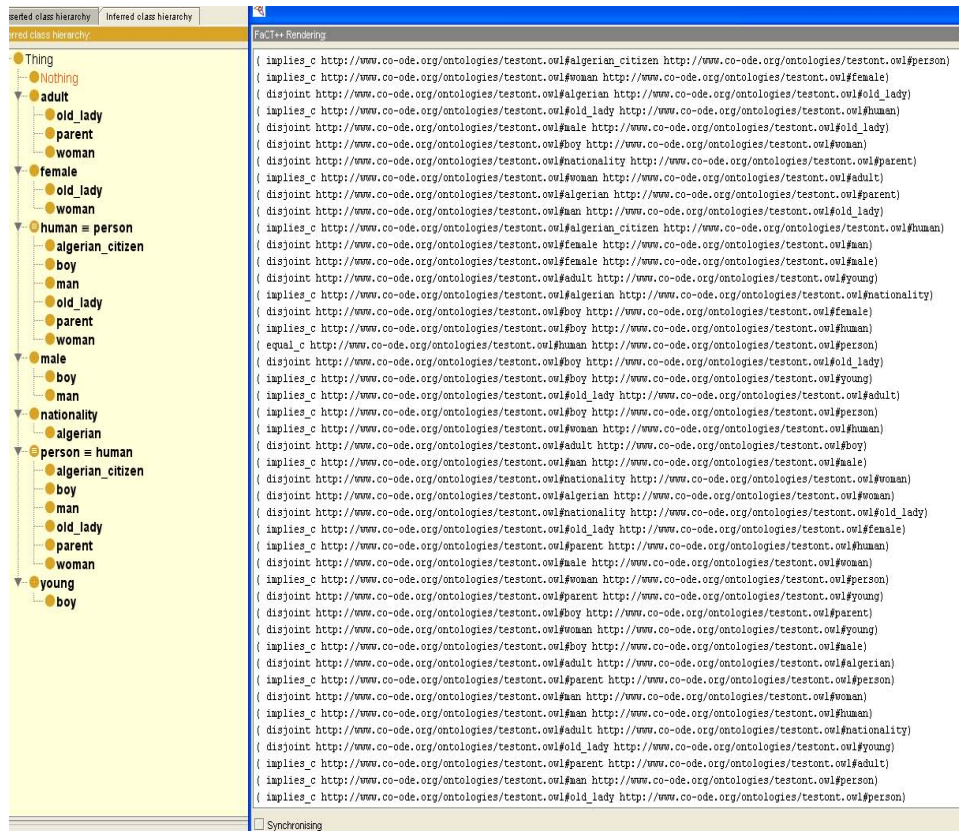 sserted class hierarchy Inferred class hierarchy
erred class hierarchy:
Thing
Nothing
adult
old_lady
parent
woman
female
old_lady
woman
human ≡ person
algerian_citizen
boy
man
old_lady
parent
woman
male
boy
man
nationality
algerian
person ≡ human
algerian_citizen
boy
man
old_lady
parent
woman
young
boy
FaCT++ Rendering:
( implies_c http://www.co-ode.org/ontologies/testont.owl#algerian_citizen http://www.co-ode.org/ontologies/testont.owl#person)
( implies_c http://www.co-ode.org/ontologies/testont.owl#woman http://www.co-ode.org/ontologies/testont.owl#female)
( disjoint http://www.co-ode.org/ontologies/testont.owl#algerian http://www.co-ode.org/ontologies/testont.owl#old_lady)
( implies_c http://www.co-ode.org/ontologies/testont.owl#old_lady http://www.co-ode.org/ontologies/testont.owl#human)
( disjoint http://www.co-ode.org/ontologies/testont.owl#male http://www.co-ode.org/ontologies/testont.owl#old_lady)
( disjoint http://www.co-ode.org/ontologies/testont.owl#boy http://www.co-ode.org/ontologies/testont.owl#woman)
( disjoint http://www.co-ode.org/ontologies/testont.owl#nationality http://www.co-ode.org/ontologies/testont.owl#parent)
( implies_c http://www.co-ode.org/ontologies/testont.owl#woman http://www.co-ode.org/ontologies/testont.owl#adult)
( disjoint http://www.co-ode.org/ontologies/testont.owl#algerian http://www.co-ode.org/ontologies/testont.owl#parent)
( disjoint http://www.co-ode.org/ontologies/testont.owl#man http://www.co-ode.org/ontologies/testont.owl#old_lady)
( implies_c http://www.co-ode.org/ontologies/testont.owl#algerian_citizen http://www.co-ode.org/ontologies/testont.owl#human)
( disjoint http://www.co-ode.org/ontologies/testont.owl#female http://www.co-ode.org/ontologies/testont.owl#man)
( disjoint http://www.co-ode.org/ontologies/testont.owl#female http://www.co-ode.org/ontologies/testont.owl#male)
( disjoint http://www.co-ode.org/ontologies/testont.owl#adult http://www.co-ode.org/ontologies/testont.owl#young)
( implies_c http://www.co-ode.org/ontologies/testont.owl#algerian http://www.co-ode.org/ontologies/testont.owl#nationality)
( disjoint http://www.co-ode.org/ontologies/testont.owl#boy http://www.co-ode.org/ontologies/testont.owl#female)
( implies_c http://www.co-ode.org/ontologies/testont.owl#boy http://www.co-ode.org/ontologies/testont.owl#human)
( equal_c http://www.co-ode.org/ontologies/testont.owl#human http://www.co-ode.org/ontologies/testont.owl#person)
( disjoint http://www.co-ode.org/ontologies/testont.owl#boy http://www.co-ode.org/ontologies/testont.owl#old_lady)
( implies_c http://www.co-ode.org/ontologies/testont.owl#boy http://www.co-ode.org/ontologies/testont.owl#young)
( implies_c http://www.co-ode.org/ontologies/testont.owl#old_lady http://www.co-ode.org/ontologies/testont.owl#adult)
( implies_c http://www.co-ode.org/ontologies/testont.owl#boy http://www.co-ode.org/ontologies/testont.owl#person)
( implies_c http://www.co-ode.org/ontologies/testont.owl#woman http://www.co-ode.org/ontologies/testont.owl#human)
( disjoint http://www.co-ode.org/ontologies/testont.owl#adult http://www.co-ode.org/ontologies/testont.owl#boy)
( implies_c http://www.co-ode.org/ontologies/testont.owl#man http://www.co-ode.org/ontologies/testont.owl#male)
( disjoint http://www.co-ode.org/ontologies/testont.owl#nationality http://www.co-ode.org/ontologies/testont.owl#woman)
( disjoint http://www.co-ode.org/ontologies/testont.owl#algerian http://www.co-ode.org/ontologies/testont.owl#woman)
( disjoint http://www.co-ode.org/ontologies/testont.owl#nationality http://www.co-ode.org/ontologies/testont.owl#old_lady)
( implies_c http://www.co-ode.org/ontologies/testont.owl#old_lady http://www.co-ode.org/ontologies/testont.owl#female)
( implies_c http://www.co-ode.org/ontologies/testont.owl#parent http://www.co-ode.org/ontologies/testont.owl#human)
( disjoint http://www.co-ode.org/ontologies/testont.owl#male http://www.co-ode.org/ontologies/testont.owl#woman)
( implies_c http://www.co-ode.org/ontologies/testont.owl#woman http://www.co-ode.org/ontologies/testont.owl#person)
( disjoint http://www.co-ode.org/ontologies/testont.owl#parent http://www.co-ode.org/ontologies/testont.owl#young)
( disjoint http://www.co-ode.org/ontologies/testont.owl#boy http://www.co-ode.org/ontologies/testont.owl#parent)
( disjoint http://www.co-ode.org/ontologies/testont.owl#woman http://www.co-ode.org/ontologies/testont.owl#young)
( implies_c http://www.co-ode.org/ontologies/testont.owl#boy http://www.co-ode.org/ontologies/testont.owl#male)
( disjoint http://www.co-ode.org/ontologies/testont.owl#adult http://www.co-ode.org/ontologies/testont.owl#algerian)
( implies_c http://www.co-ode.org/ontologies/testont.owl#parent http://www.co-ode.org/ontologies/testont.owl#person)
( disjoint http://www.co-ode.org/ontologies/testont.owl#man http://www.co-ode.org/ontologies/testont.owl#woman)
( implies_c http://www.co-ode.org/ontologies/testont.owl#man http://www.co-ode.org/ontologies/testont.owl#human)
( disjoint http://www.co-ode.org/ontologies/testont.owl#adult http://www.co-ode.org/ontologies/testont.owl#nationality)
( disjoint http://www.co-ode.org/ontologies/testont.owl#old_lady http://www.co-ode.org/ontologies/testont.owl#young)
( implies_c http://www.co-ode.org/ontologies/testont.owl#parent http://www.co-ode.org/ontologies/testont.owl#adult)
( implies_c http://www.co-ode.org/ontologies/testont.owl#man http://www.co-ode.org/ontologies/testont.owl#person)
( implies_c http://www.co-ode.org/ontologies/testont.owl#old_lady http://www.co-ode.org/ontologies/testont.owl#person)
Synchronising